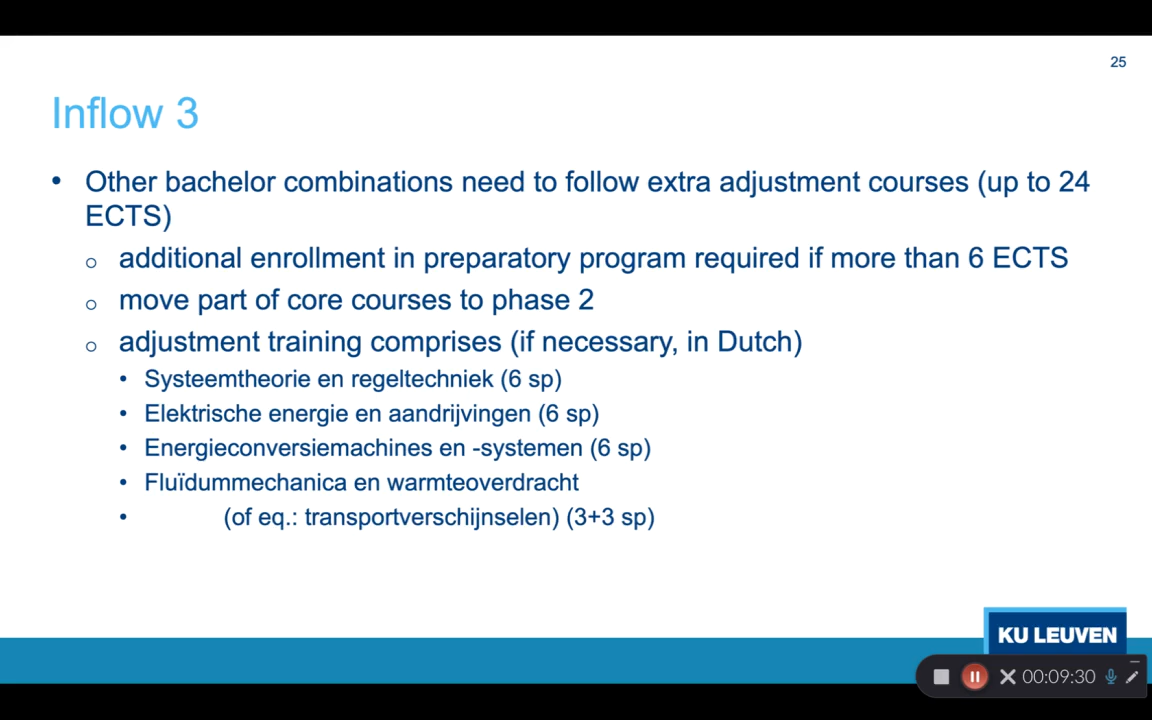 25
Inflow 3
• Other bachelor combinations need to follow extra adjustment courses (up to 24
ECTS)
o additional enrollment in preparatory program required if more than 6 ECTS
o move part of core courses to phase 2
o adjustment training comprises (if necessary, in Dutch)
• Systeemtheorie en regeltechniek (6 sp)
• Elektrische energie en aandrijvingen (6 sp)
• Energieconversiemachines en -systemen (6 sp)
• Fluïdummechanica en warmteoverdracht
• (of eq.: transportverschijnselen) (3+3 sp)
KU LEUVEN
00:09:30